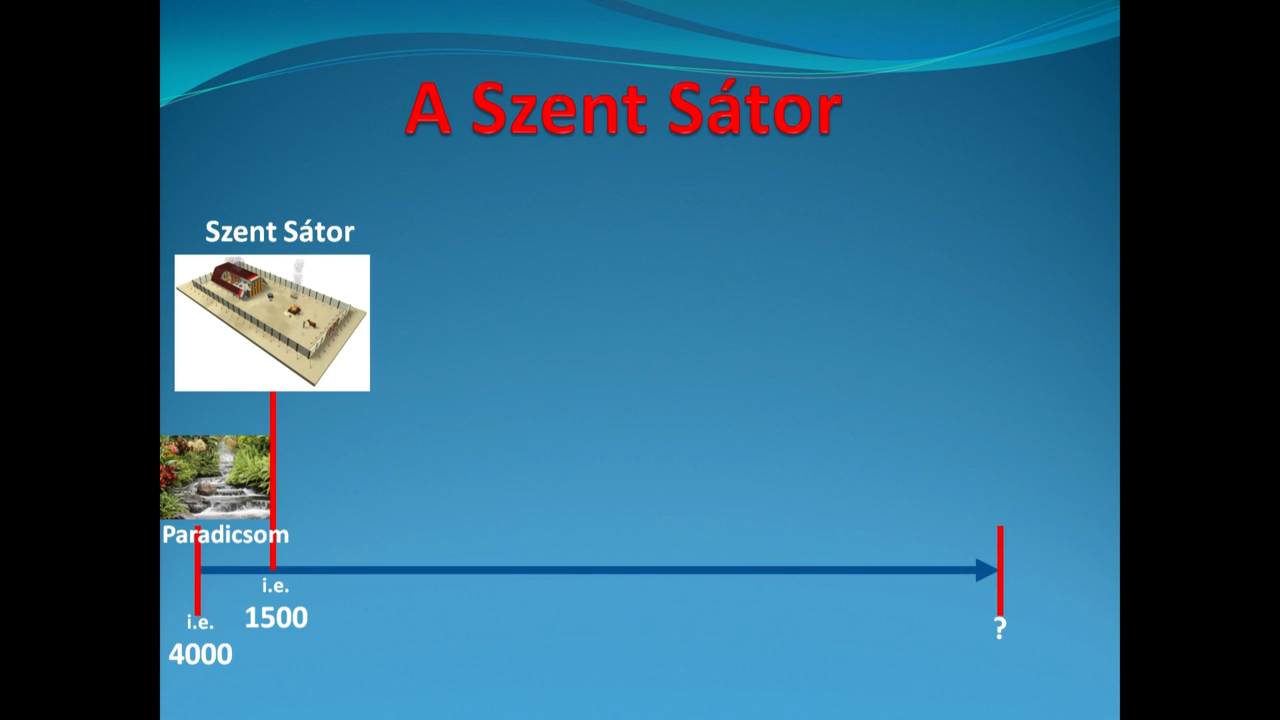 A Szent Sátor
Szent Sátor
Paradicsom
i.e.
1500
i.e.
4000
?